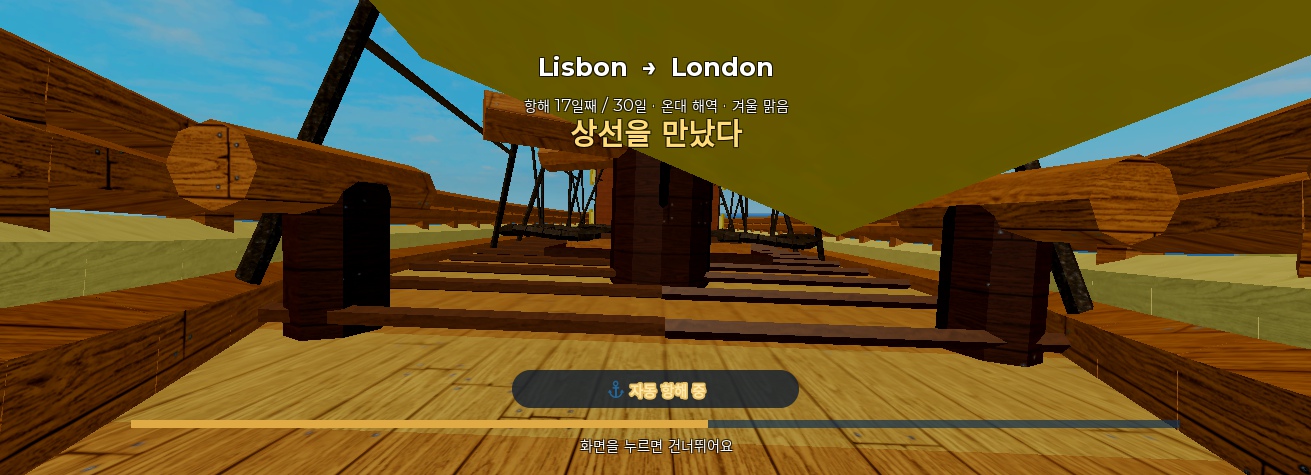 Lisbon → London
항해 17일째 / 30일 · 온대 해역 · 겨울 맑음
상선을 만났다
⚓ 자동 항해 중
화면을 누르면 건너뛰어요